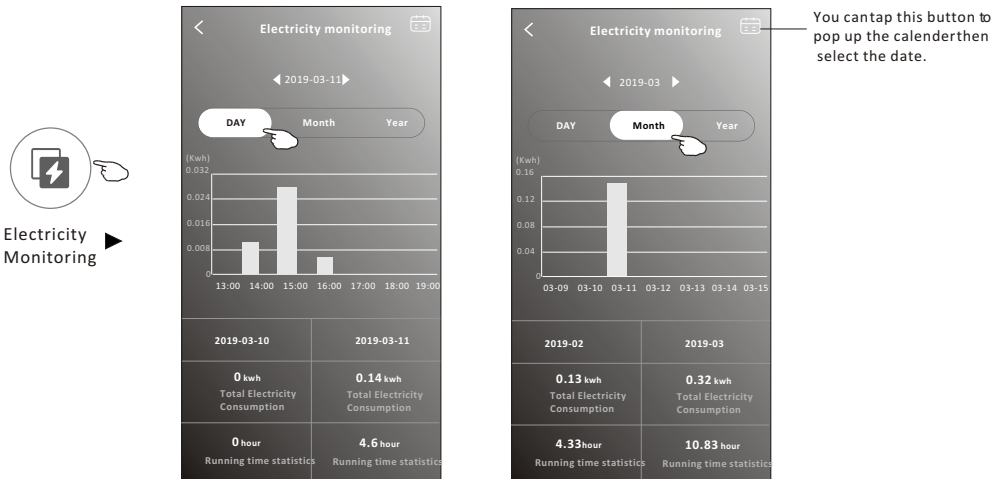 Electricity
Monitoring
Electricity monitoring
2019-03-11
DAY Month Year
(Kwh)
0.032
0.024
0.016
0.008
0
13:00 14:00 15:00 16:00 17:00 18:00 19:00
2019-03-10 2019-03-11
0 kwh 0.14 kwh
Total Electricity Total Electricity
Consumption Consumption
0 hour 4.6 hour
Running time statistics Running time statistics
Electricity monitoring
2019-03
DAY Month Year
(Kwh)
0.16
0.12
0.08
0.04
0
03-09 03-10 03-11 03-12 03-13 03-14 03-15
2019-02 2019-03
0.13 kwh 0.32 kwh
Total Electricity Total Electricity
Consumption Consumption
4.33hour 10.83 hour
Running time statistics Running time statistics
You cantap this button to
pop up the calenderthen
select the date.